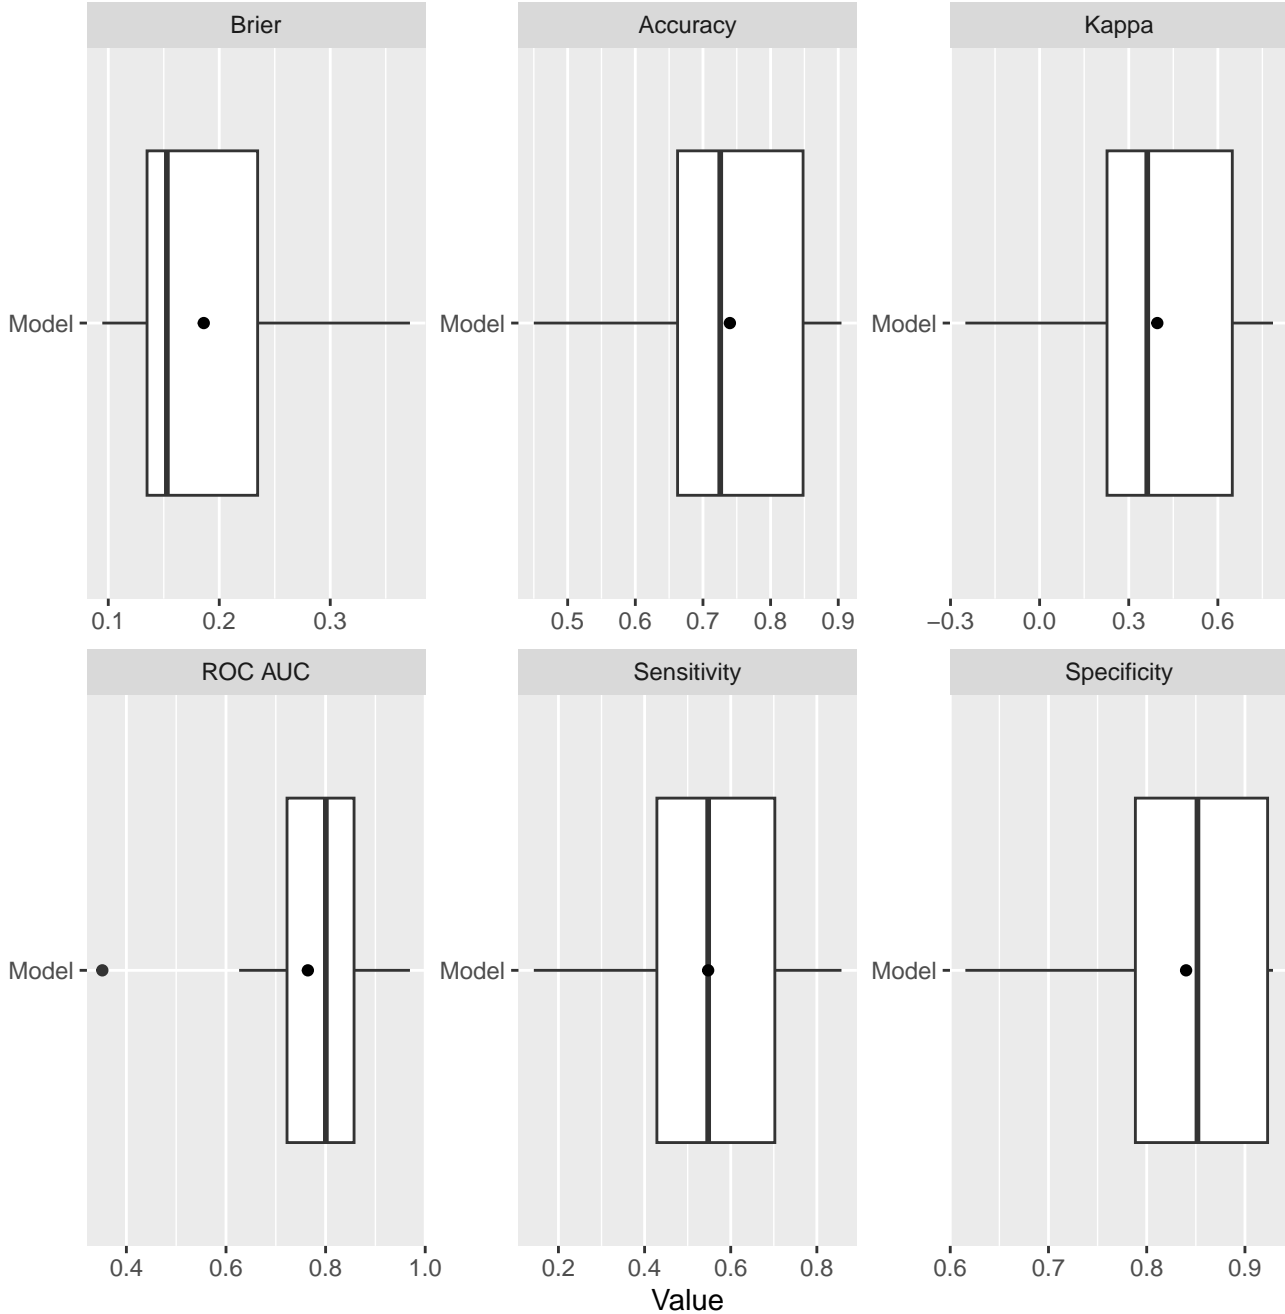 Brier Accuracy Kappa
Model Model Model
0.1 0.2 0.3 0.5 0.6 0.7 0.8 0.9 −0.3 0.0 0.3 0.6
ROC AUC Sensitivity Specificity
Model Model Model
0.4 0.6 0.8 1.0 0.2 0.4 0.6 0.8 0.6 0.7 0.8 0.9
Value